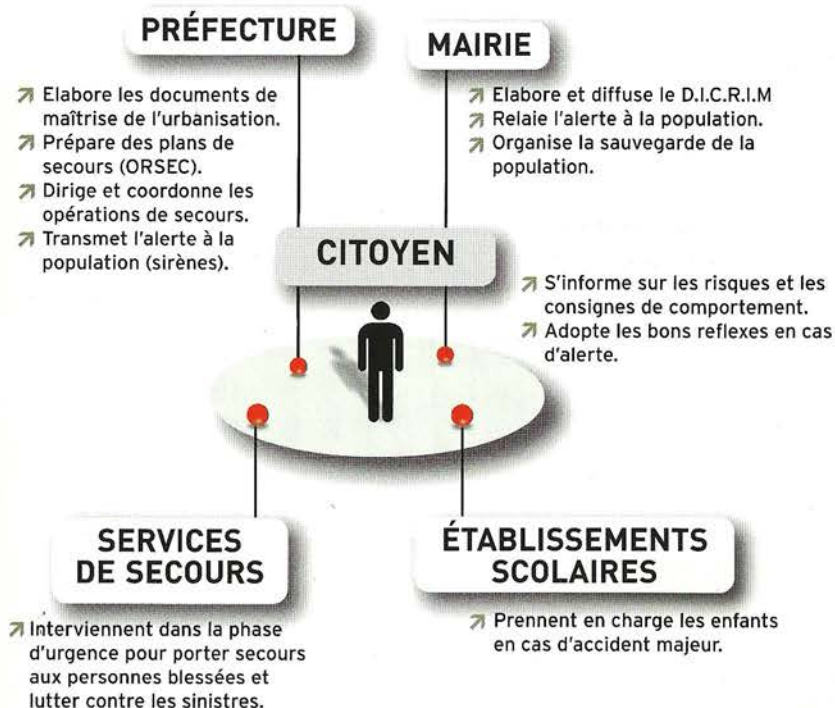 PRÉFECTURE
Elabore les documents de
maîtrise de l'urbanisation.
Prépare des plans de
secours (ORSEC).
Dirige et coordonne les
opérations de secours.
Transmet l'alerte à la
population (sirènes).
MAIRIE
Elabore et diffuse le D.I.C.R.I.M
Relaie l'alerte à la population.
Organise la sauvegarde de la
population.
CITOYEN
S'informe sur les risques et les
consignes de comportement.
Adopte les bons reflexes en cas
d'alerte.
SERVICES
DE SECOURS
Interviennent dans la phase
d'urgence pour porter secours
aux personnes blessées et
lutter contre les sinistres.
ÉTABLISSEMENTS
SCOLAIRES
Prennent en charge les enfants
en cas d'accident majeur.